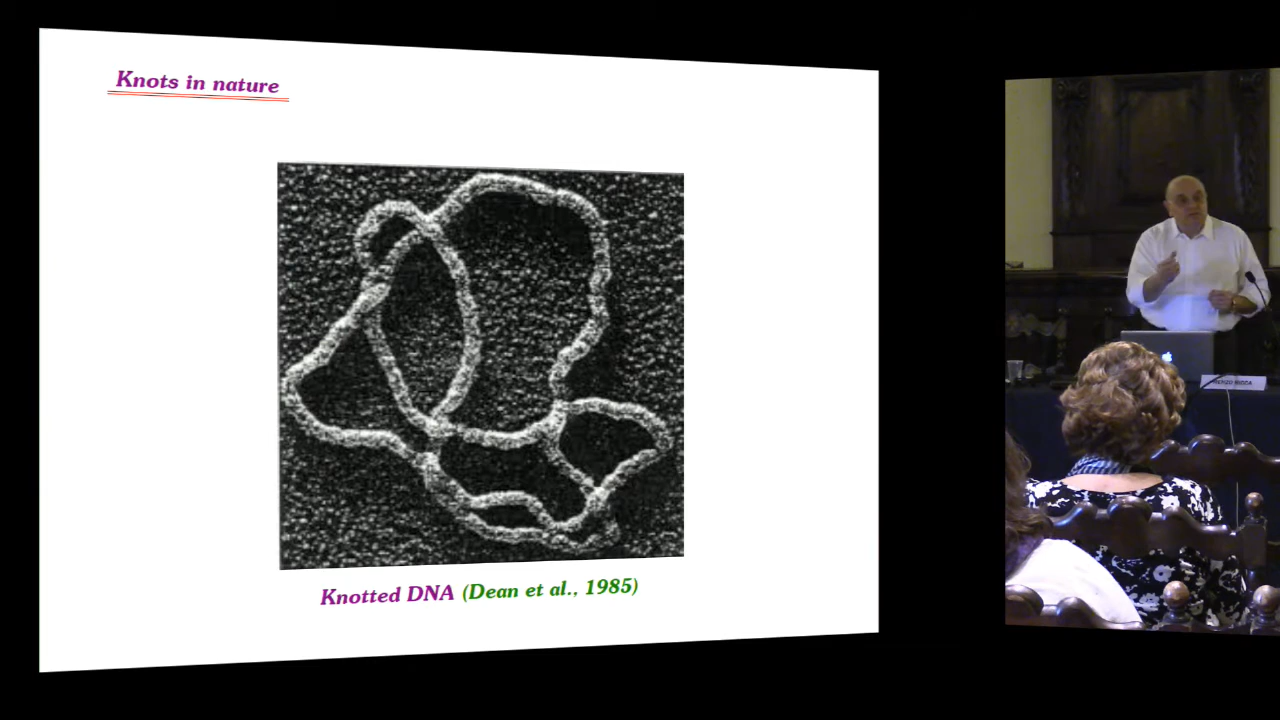 Knots in nature
Knotted DNA (Dean et al., 1985)